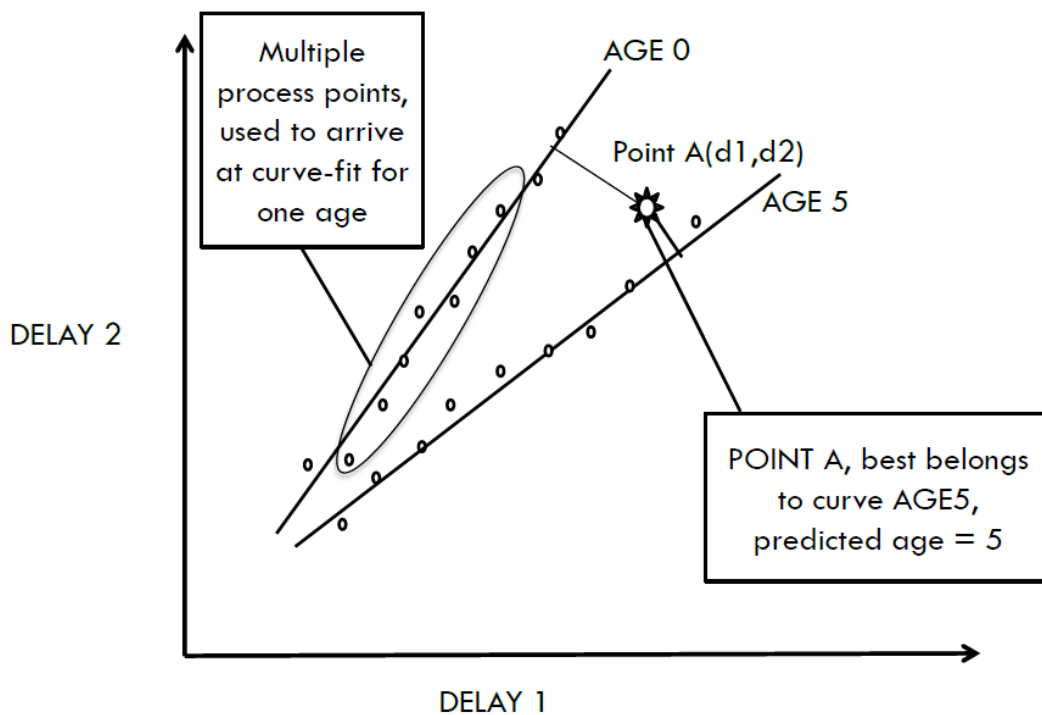 Multiple
process points,
used to arrive
at curve-fit for
one age
AGE 0
Point A(d1,d2)
AGE 5
DELAY 2
POINT A, best belongs
to curve AGE5,
predicted age = 5
DELAY 1